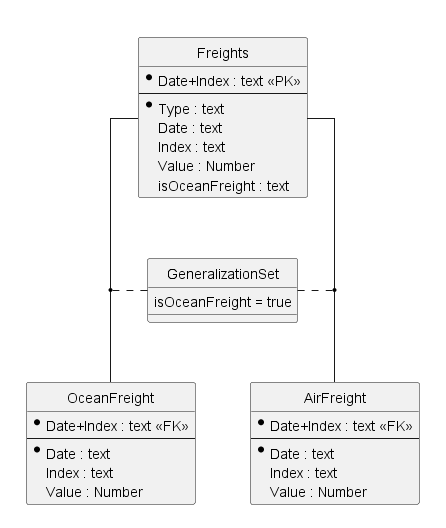 Freights
Date+Index : text «PK»
Type : text
Date : text
Index : text
Value : Number
isOceanFreight : text
GeneralizationSet
isOceanFreight = true
OceanFreight
Date+Index : text «FK»
Date : text
Index : text
Value : Number
AirFreight
Date+Index : text «FK»
Date : text
Index : text
Value : Number